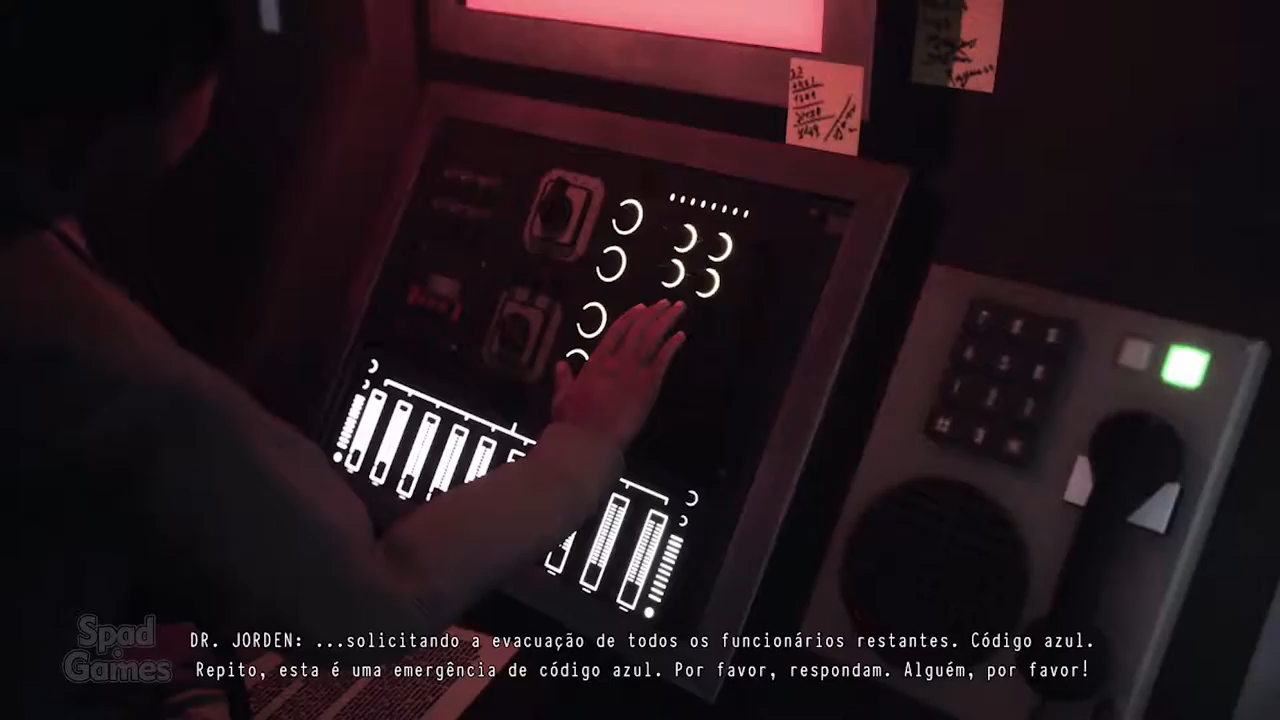 Spad
Games
DR. JORDEN: ...solicitando a evacuação de todos os funcionários restantes. Código azul.
Repito, esta é uma emergência de código azul. Por favor, respondam. Alguém, por favor!